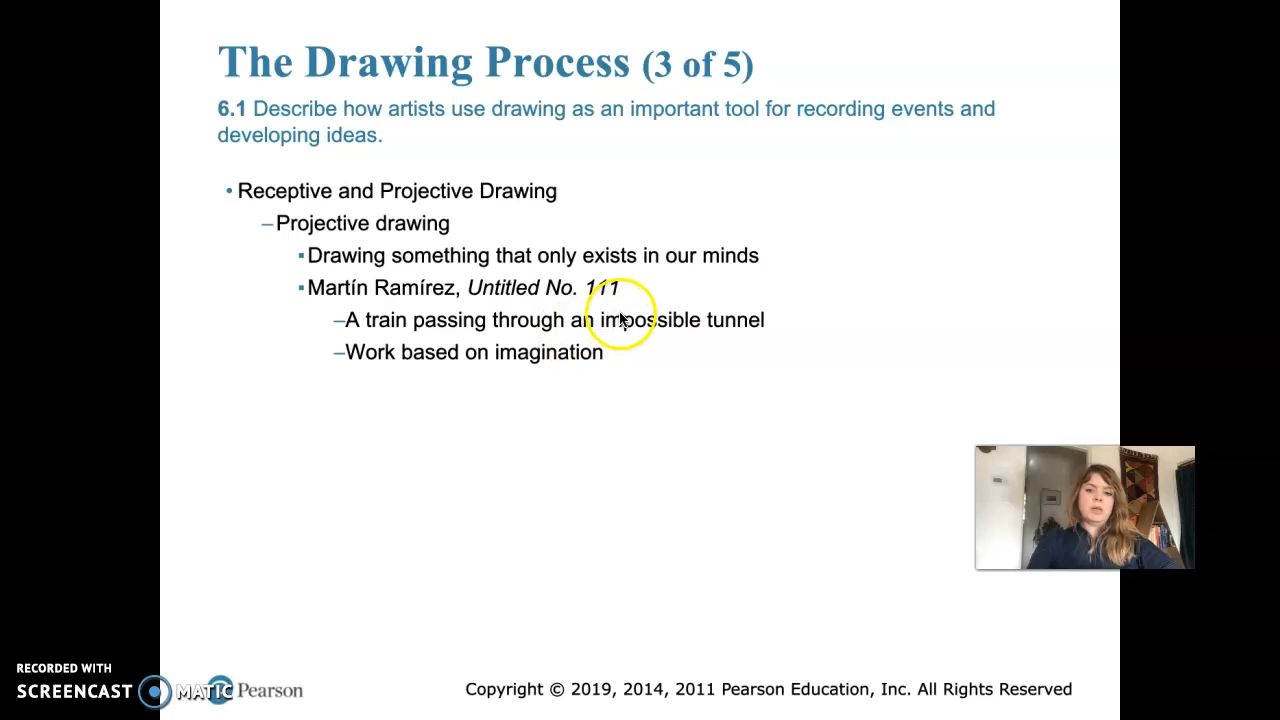 The Drawing Process (3 of 5)
6.1 Describe how artists use drawing as an important tool for recording events and
developing ideas.
• Receptive and Projective Drawing
–Projective drawing
▪Drawing something that only exists in our minds
▪Martín Ramírez, Untitled No. 111
–A train passing through an impossible tunnel
–Work based on imagination
RECORDED WITH
SCREENCAST MATIC
Pearson
Copyright © 2019, 2014, 2011 Pearson Education, Inc. All Rights Reserved